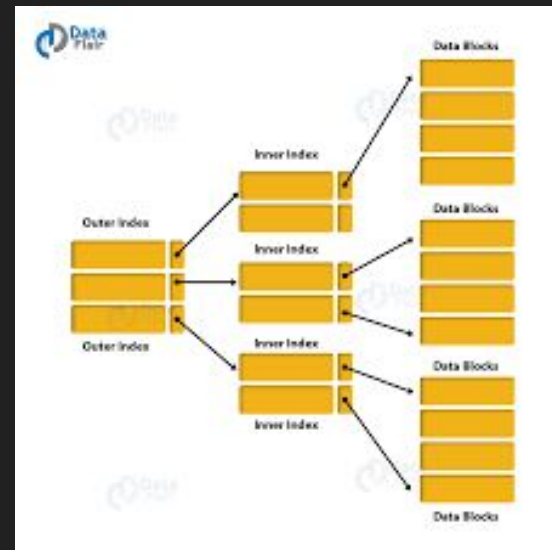 Data
Flair
Data Blocks
Inner Index
Data Blocks
Outer Index
Inner Index
Outer Index
Inner Index
Data Blocks
Inner Index
Data Blocks